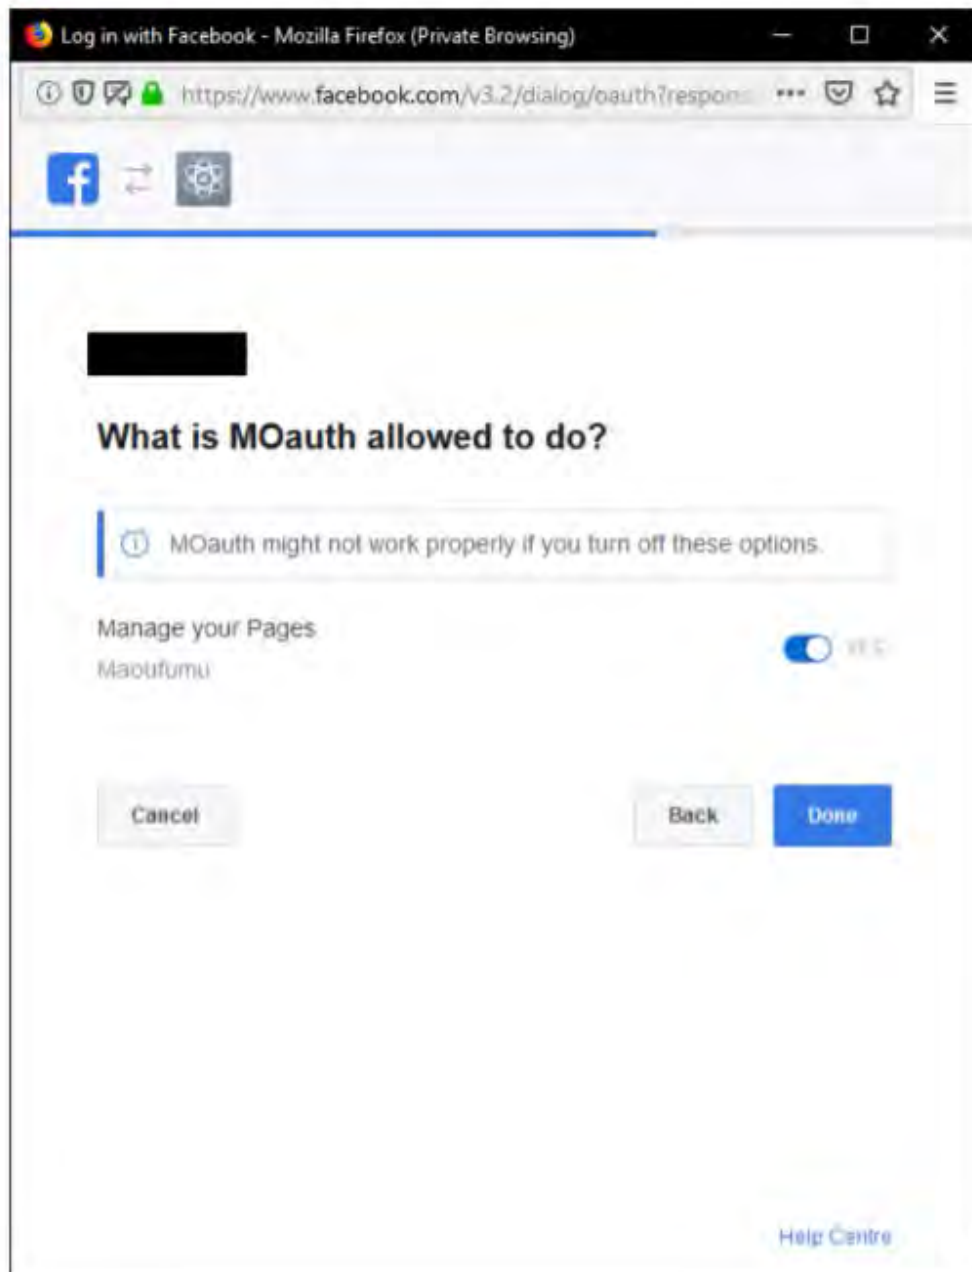 Log in with Facebook - Mozilla Firefox (Private Browsing)
https://www.facebook.com/v3.2/dialog/oauth?respons
What is MOauth allowed to do?
MOauth might not work properly if you turn off these options.
Manage your Pages
Maoufumu
YES
Cancel
Back
Done
Help Centre